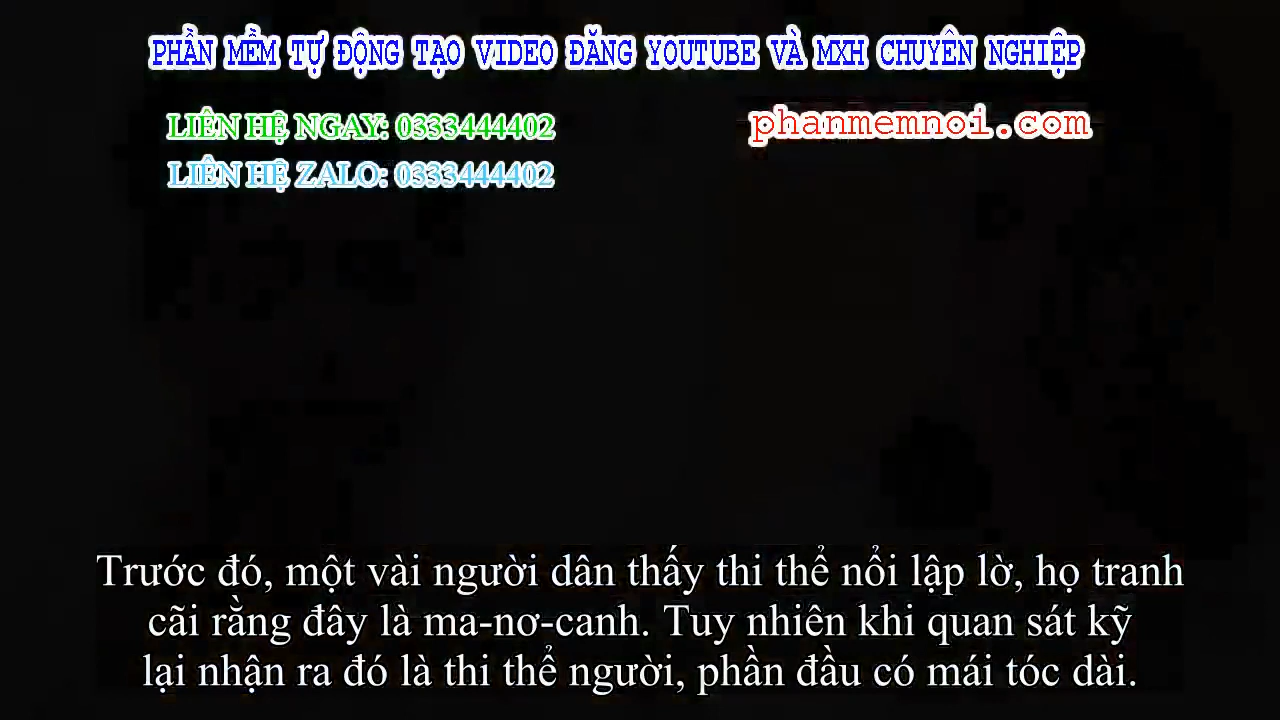 PHẦN MỀM TỰ ĐỘNG TẠO VIDEO ĐĂNG YOUTUBE VÀ MXH CHUYÊN NGHIỆP
LIÊN HỆ NGAY: 0333444402
phanmemnoi.com
LIÊN HỆ ZALO: 0333444402
Trước đó, một vài người dân thấy thi thể nổi lập lờ, họ tranh
cãi rằng đây là ma-nơ-canh. Tuy nhiên khi quan sát kỹ
lại nhận ra đó là thi thể người, phần đầu có mái tóc dài.